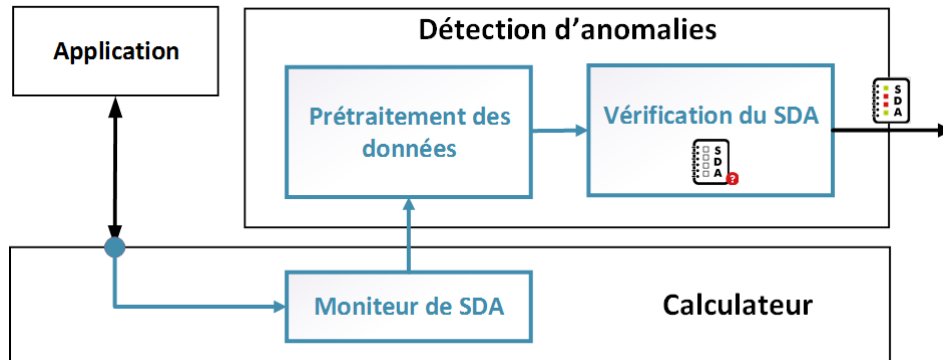 Application
Détection d'anomalies
Prétraitement des
données
Vérification du SDA
S
D
A
?
S
D
A
Moniteur de SDA
Calculateur